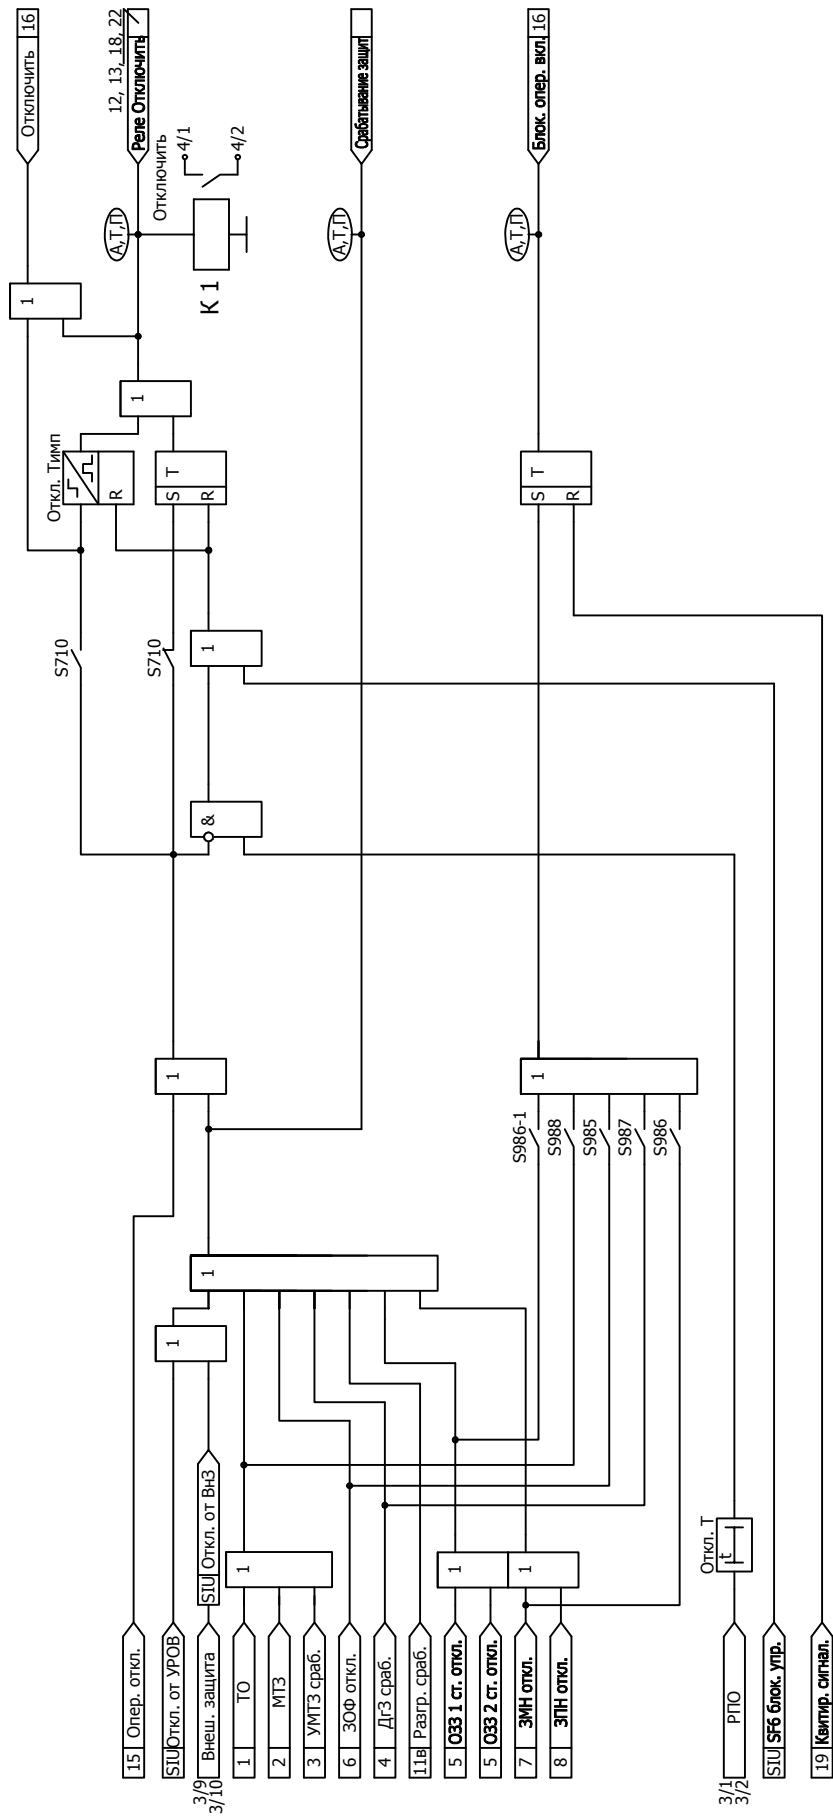 Отключить 16
12, 13, 18, 22
Реле Отключить
Срабатывание защит
Блок. опер. вкл. 16
Отключить
4/1
4/2
А,Т,П
К 1
А,Т,П
А,Т,П
1
1
Откл. Тимп
R
S T
R
S T
R
S710
S710
1
&
1
1
S986-1
S988
S985
S987
S986
1
1
1
1
1
Откл. Т
t
15 Опер. откл.
SIU Откл. от УРОВ
3/9
3/10
Внеш. защита
SIU Откл. от ВнЗ
1 ТО
2 МТЗ
3 УМТЗ сраб.
6 ЗОФ откл.
4 ДгЗ сраб.
11в Разгр. сраб.
5 ОЗЗ 1 ст. откл.
5 ОЗЗ 2 ст. откл.
7 ЗМН откл.
8 ЗПН откл.
3/1
3/2
РПО
SIU SF6 блок. упр.
19 Квитир. сигнал.